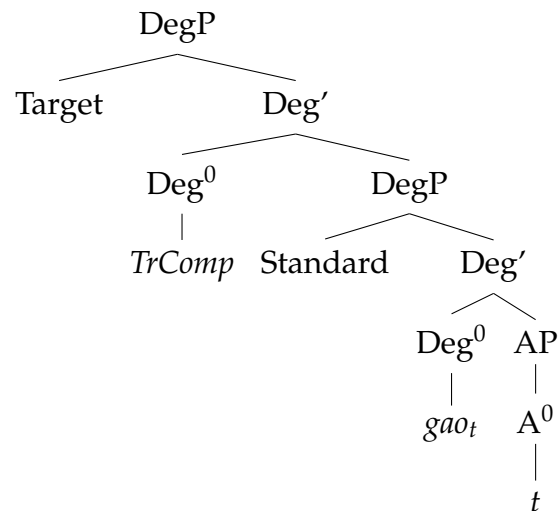 DegP
Target Deg’
Deg⁰ DegP
TrComp Standard Deg’
Deg⁰ AP
gaoₜ A⁰
t